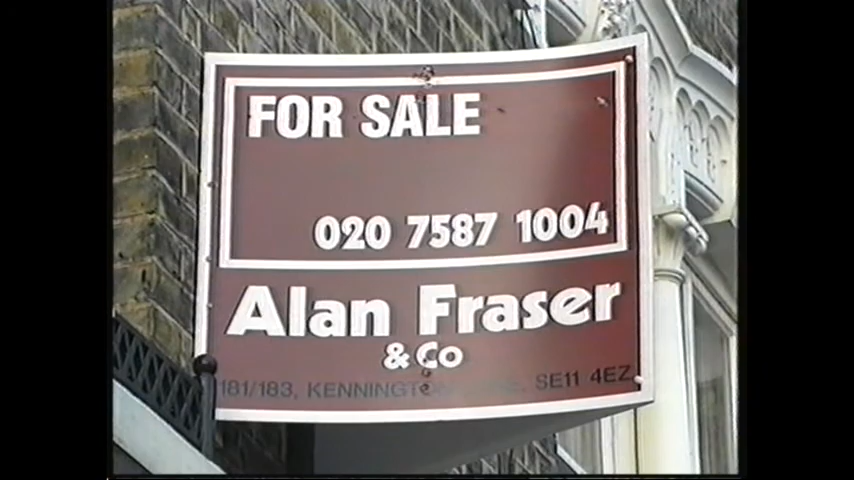 FOR SALE
020 7587 1004
Alan Fraser
& Co
181/183, KENNINGTON SE11 4EZ